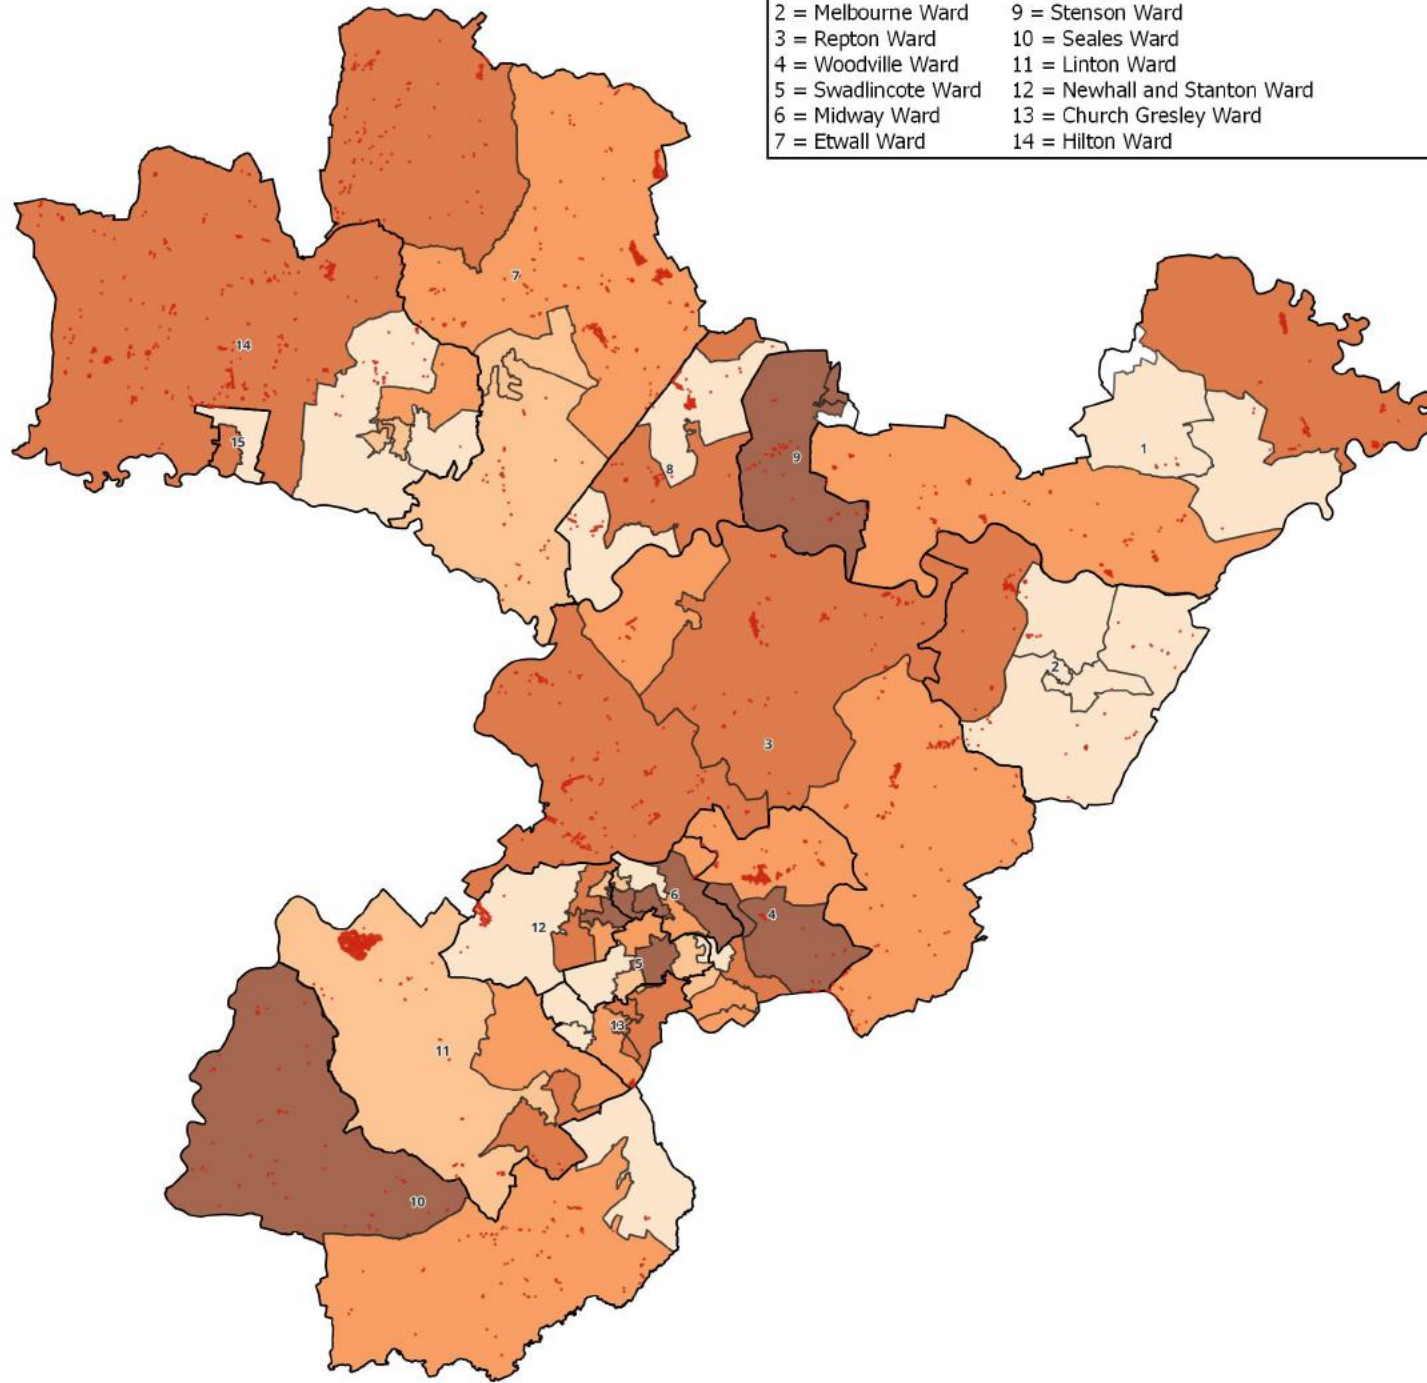 2 = Melbourne Ward 9 = Stenson Ward
3 = Repton Ward 10 = Seales Ward
4 = Woodville Ward 11 = Linton Ward
5 = Swadlincote Ward 12 = Newhall and Stanton Ward
6 = Midway Ward 13 = Church Gresley Ward
7 = Etwall Ward 14 = Hilton Ward
7
14
15
8
9
1
2
3
6
4
12
5
13
11
10